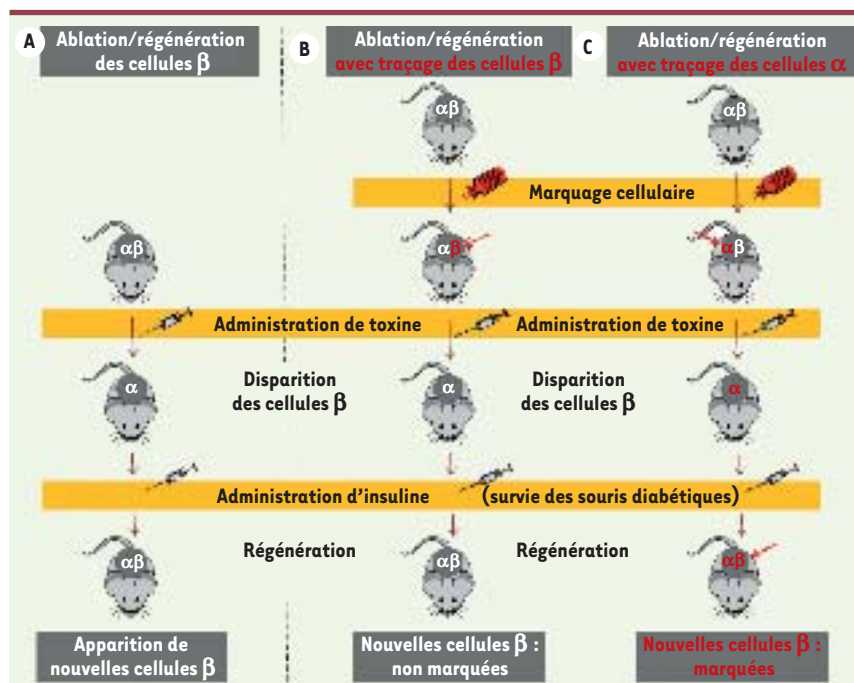 A
Ablation/régénération
des cellules β
B
Ablation/régénération
avec traçage des cellules β
C
Ablation/régénération
avec traçage des cellules α
αβ
αβ
Marquage cellulaire
αβ
αβ
αβ
Administration de toxine
Administration de toxine
α
Disparition
des cellules β
α
Disparition
des cellules β
α
Administration d’insuline
(survie des souris diabétiques)
αβ
Régénération
αβ
Régénération
αβ
Apparition de
nouvelles cellules β
Nouvelles cellules β :
non marquées
Nouvelles cellules β :
marquées